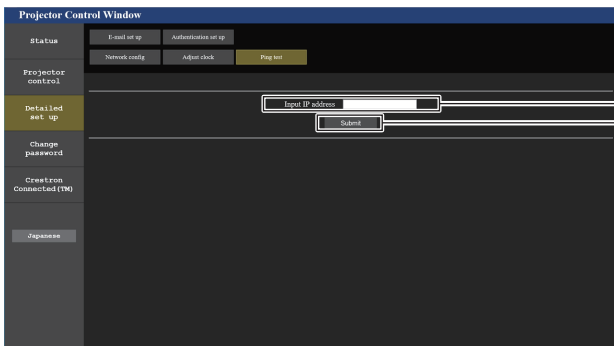 Projector Control Window
Status
E-mail set up
Authentication set up
Network config
Adjust clock
Ping test
Projector
control
Detailed
set up
Change
password
Crestron
Connected(TM)
Japanese
Input IP address
Submit